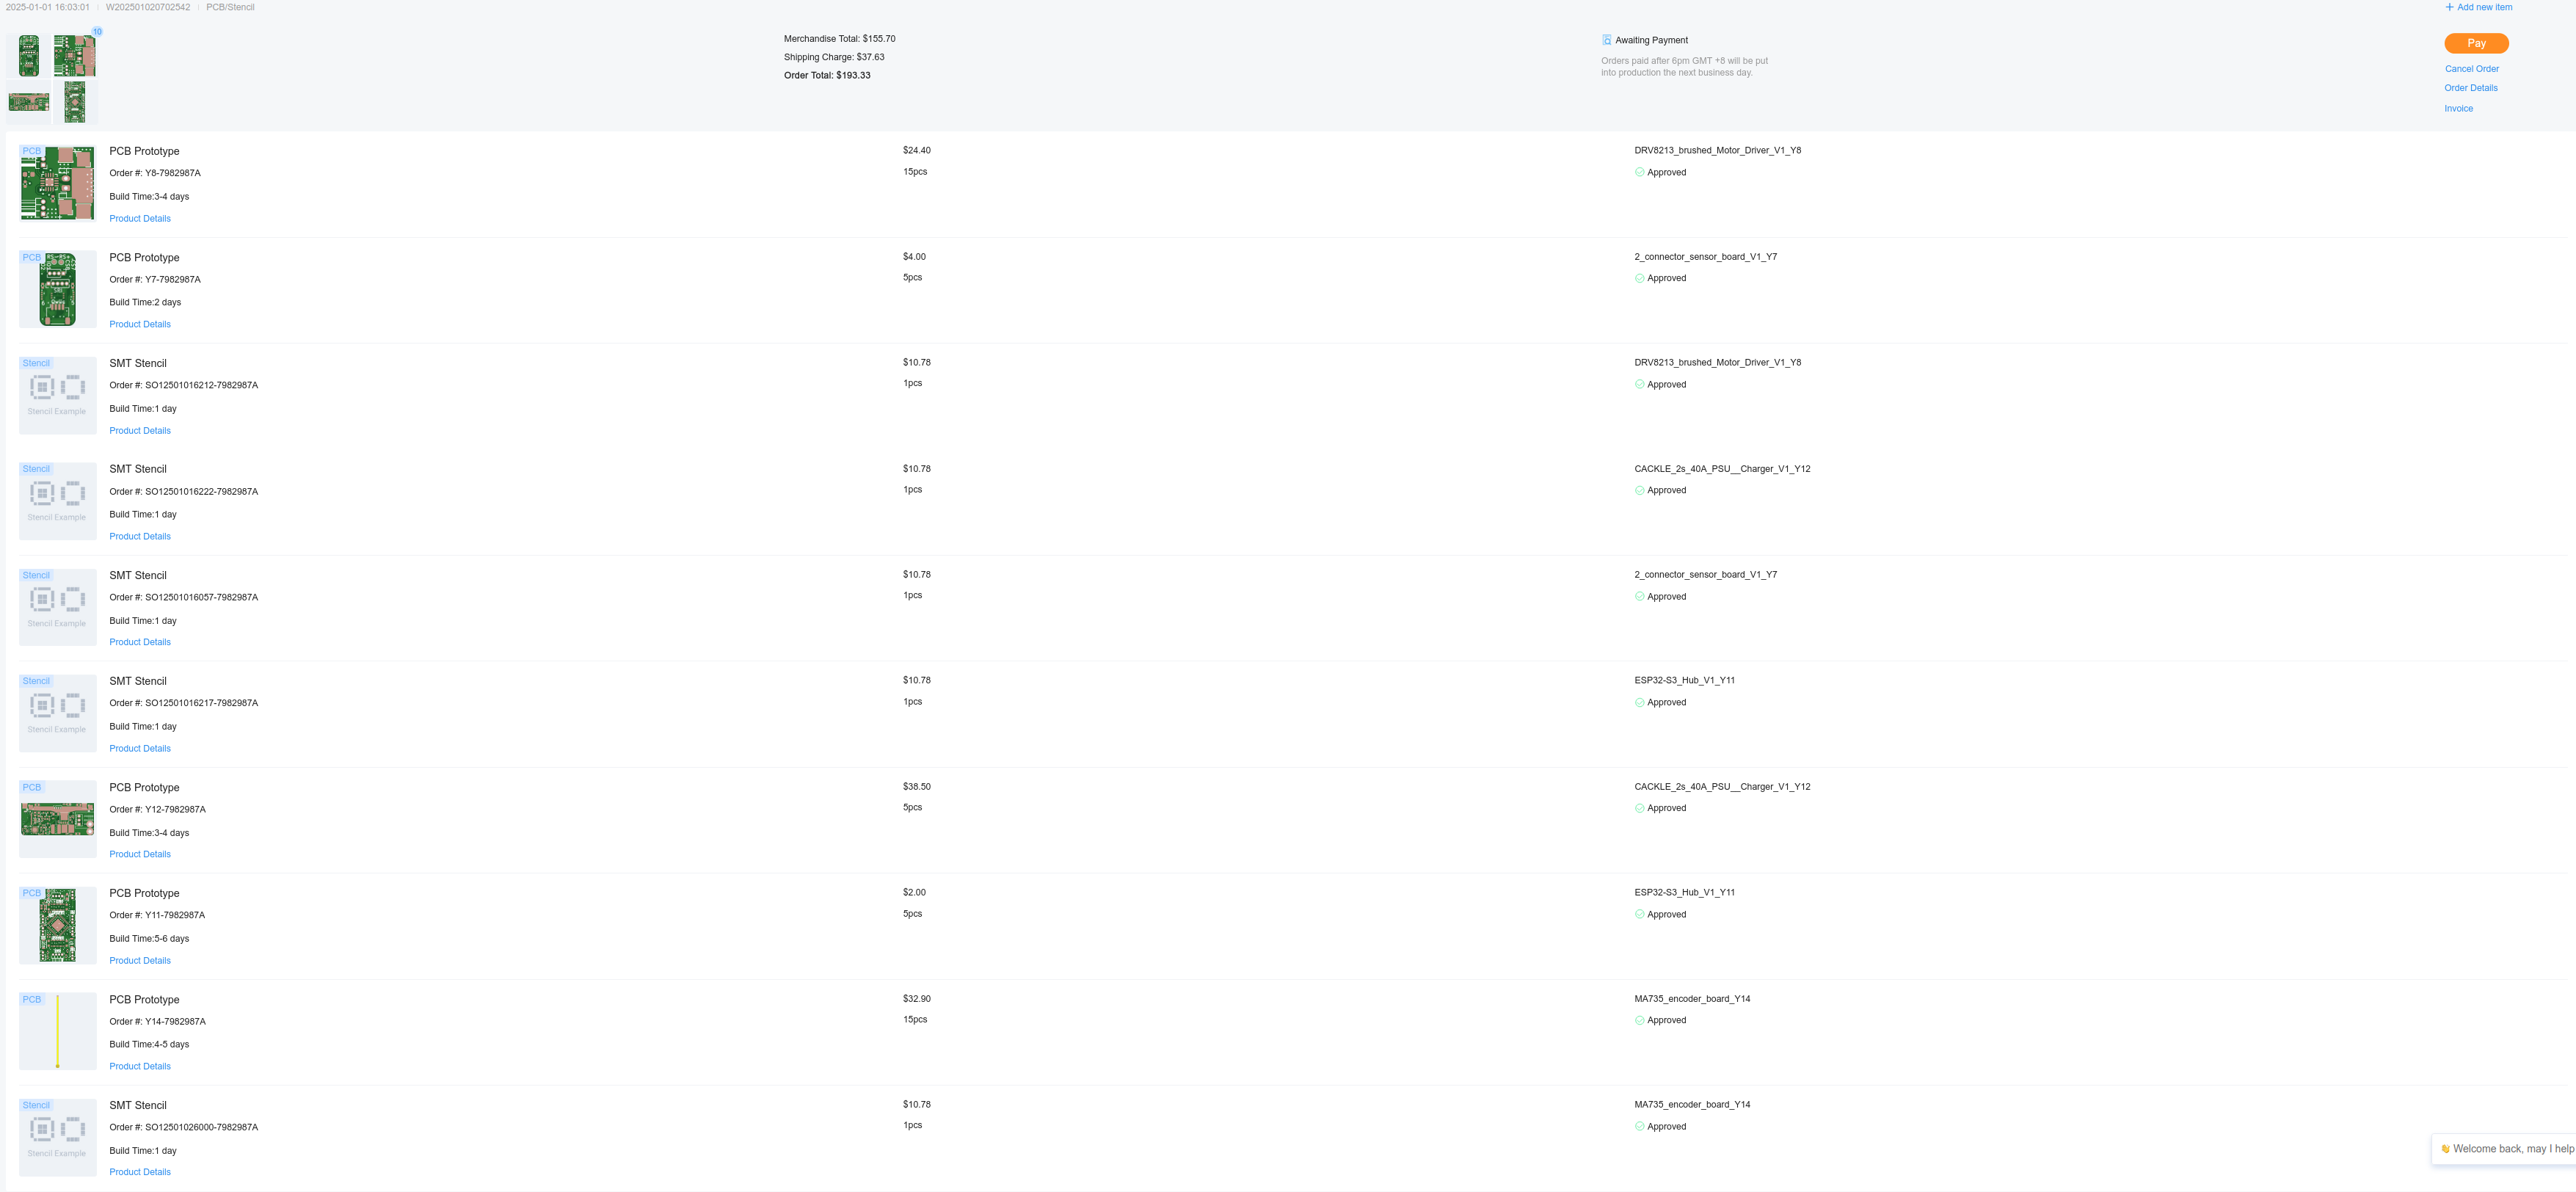 2025-01-01 16:03:01 | W202501020702542 | PCB/Stencil
+ Add new item
10
Merchandise Total: $155.70
Shipping Charge: $37.63
Order Total: $193.33
Awaiting Payment
Orders paid after 6pm GMT +8 will be put
into production the next business day.
Pay
Cancel Order
Order Details
Invoice
PCB
PCB Prototype
Order #: Y8-7982987A
Build Time:3-4 days
Product Details
$24.40
15pcs
DRV8213_brushed_Motor_Driver_V1_Y8
Approved
PCB
PCB Prototype
Order #: Y7-7982987A
Build Time:2 days
Product Details
$4.00
5pcs
2_connector_sensor_board_V1_Y7
Approved
Stencil
Stencil Example
SMT Stencil
Order #: SO12501016212-7982987A
Build Time:1 day
Product Details
$10.78
1pcs
DRV8213_brushed_Motor_Driver_V1_Y8
Approved
Stencil
Stencil Example
SMT Stencil
Order #: SO12501016222-7982987A
Build Time:1 day
Product Details
$10.78
1pcs
CACKLE_2s_40A_PSU__Charger_V1_Y12
Approved
Stencil
Stencil Example
SMT Stencil
Order #: SO12501016057-7982987A
Build Time:1 day
Product Details
$10.78
1pcs
2_connector_sensor_board_V1_Y7
Approved
Stencil
Stencil Example
SMT Stencil
Order #: SO12501016217-7982987A
Build Time:1 day
Product Details
$10.78
1pcs
ESP32-S3_Hub_V1_Y11
Approved
PCB
PCB Prototype
Order #: Y12-7982987A
Build Time:3-4 days
Product Details
$38.50
5pcs
CACKLE_2s_40A_PSU__Charger_V1_Y12
Approved
PCB
PCB Prototype
Order #: Y11-7982987A
Build Time:5-6 days
Product Details
$2.00
5pcs
ESP32-S3_Hub_V1_Y11
Approved
PCB
PCB Prototype
Order #: Y14-7982987A
Build Time:4-5 days
Product Details
$32.90
15pcs
MA735_encoder_board_Y14
Approved
Stencil
Stencil Example
SMT Stencil
Order #: SO12501026000-7982987A
Build Time:1 day
Product Details
$10.78
1pcs
MA735_encoder_board_Y14
Approved
👋 Welcome back, may I help